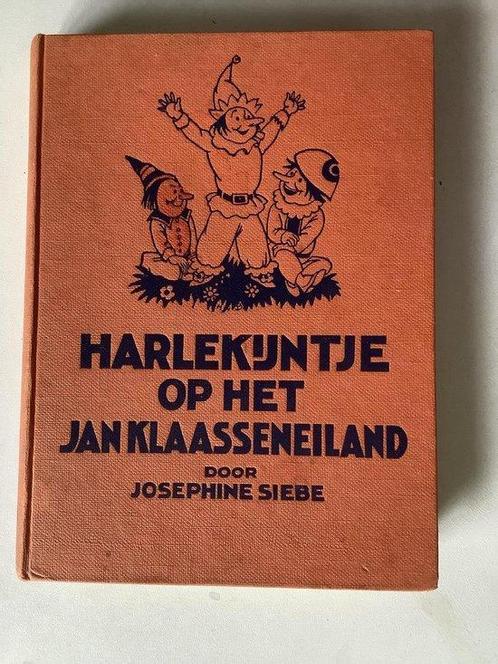 HARLEKIJNTJE
OP HET
JAN KLAASSENEILAND
DOOR
JOSEPHINE SIEBE